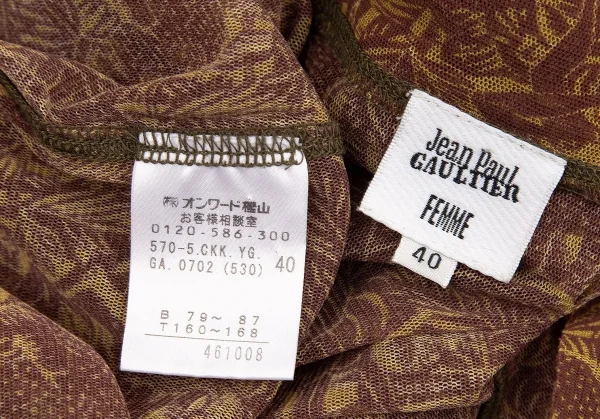 ㈱オンワード樫山
お客様相談室
0120-586-300
570-5.CKK.YG.
GA.0702 (530) 40
B 79～ 87
T160～168
461008
Jean Paul
GAULTIER
FEMME
40